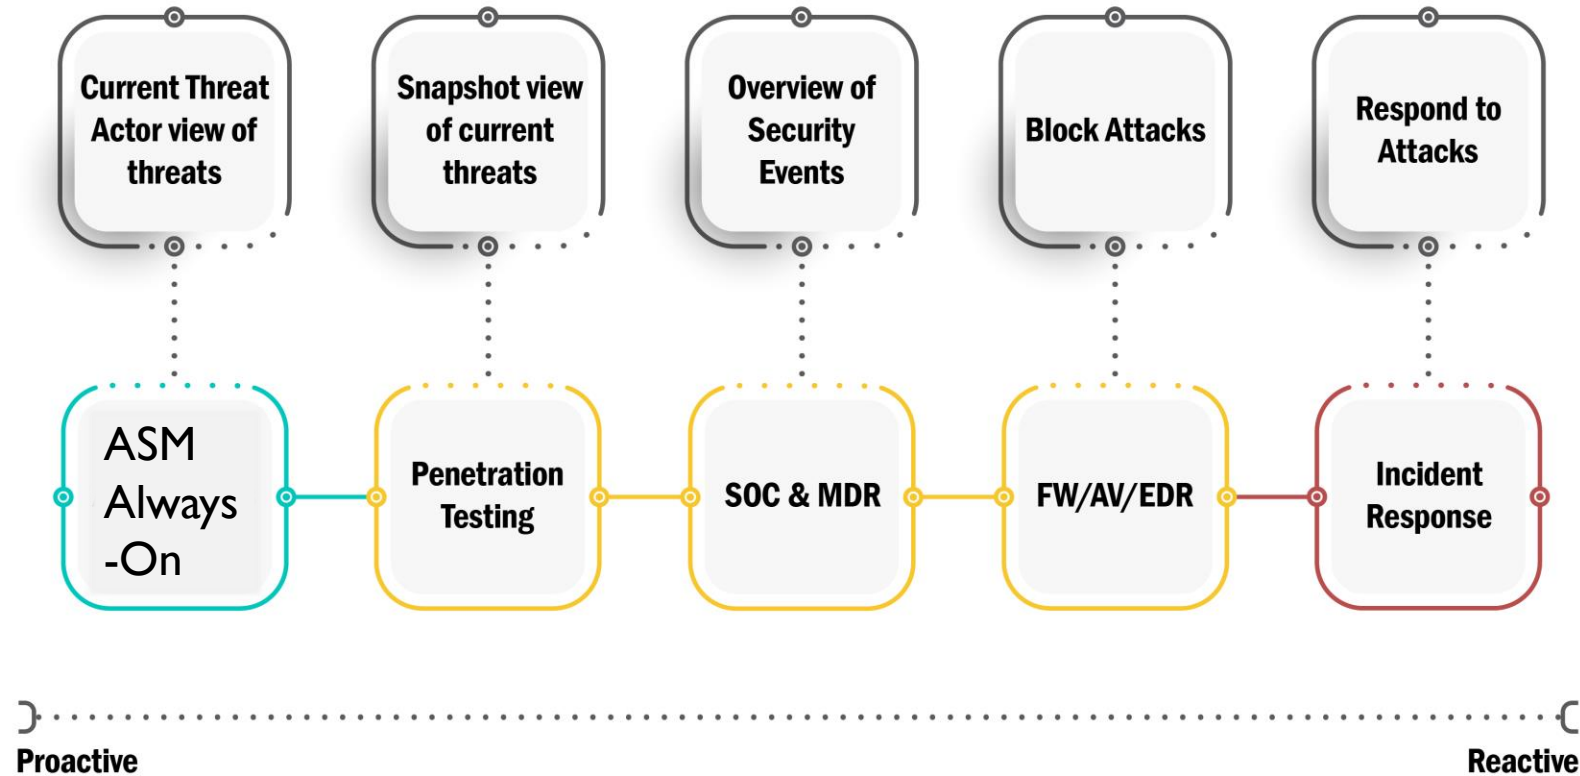 Current Threat
Actor view of
threats
Snapshot view
of current
threats
Overview of
Security
Events
Block Attacks
Respond to
Attacks
ASM
Always
-On
Penetration
Testing
SOC & MDR
FW/AV/EDR
Incident
Response
Proactive
Reactive